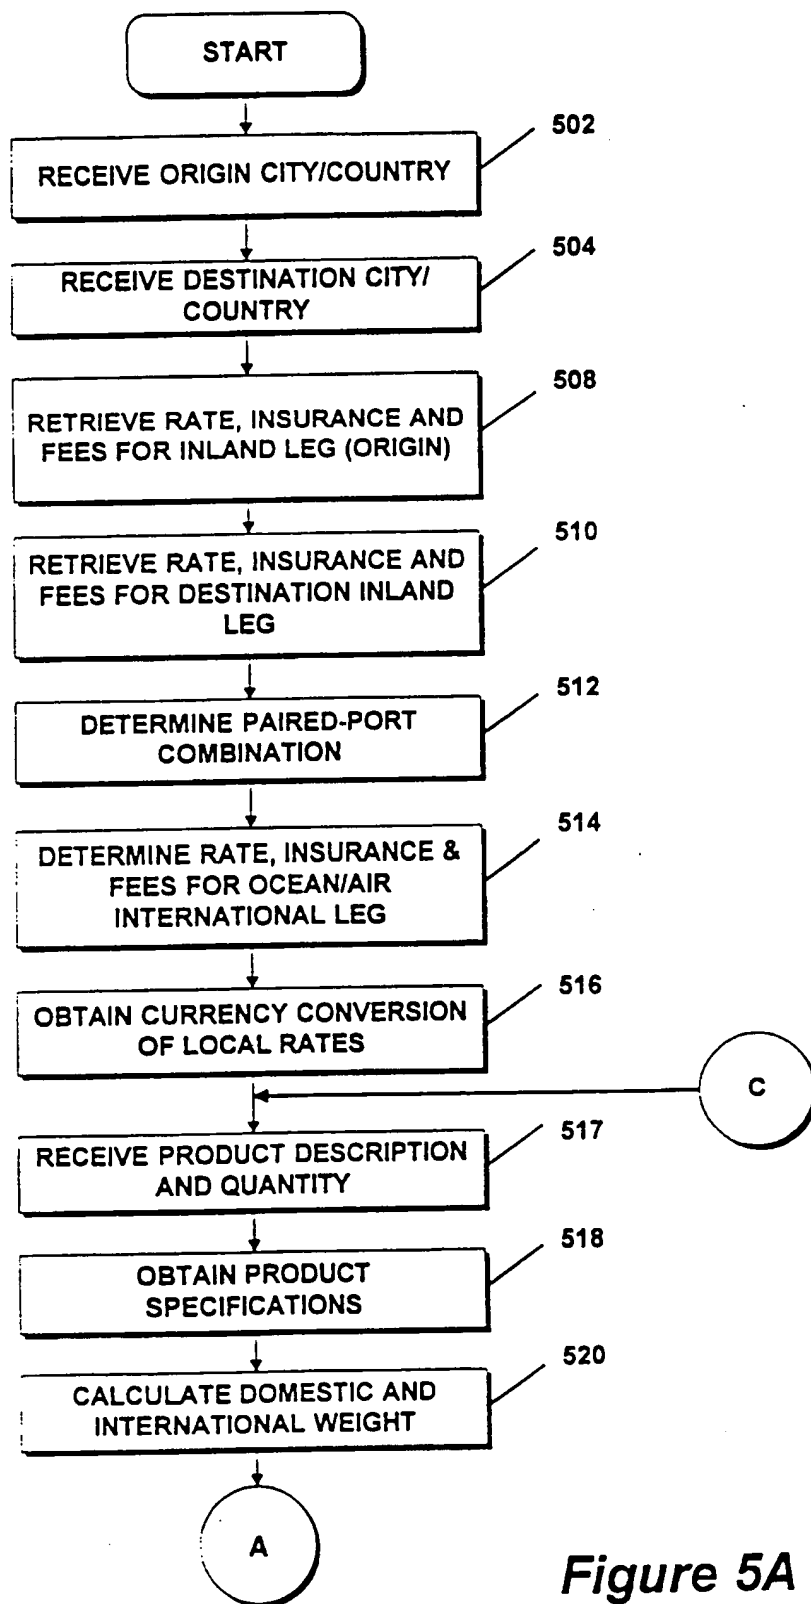 START
502
RECEIVE ORIGIN CITY/COUNTRY
504
RECEIVE DESTINATION CITY/
COUNTRY
508
RETRIEVE RATE, INSURANCE AND
FEES FOR INLAND LEG (ORIGIN)
510
RETRIEVE RATE, INSURANCE AND
FEES FOR DESTINATION INLAND
LEG
512
DETERMINE PAIRED-PORT
COMBINATION
514
DETERMINE RATE, INSURANCE &
FEES FOR OCEAN/AIR
INTERNATIONAL LEG
516
OBTAIN CURRENCY CONVERSION
OF LOCAL RATES
C
517
RECEIVE PRODUCT DESCRIPTION
AND QUANTITY
518
OBTAIN PRODUCT
SPECIFICATIONS
520
CALCULATE DOMESTIC AND
INTERNATIONAL WEIGHT
A
Figure 5A